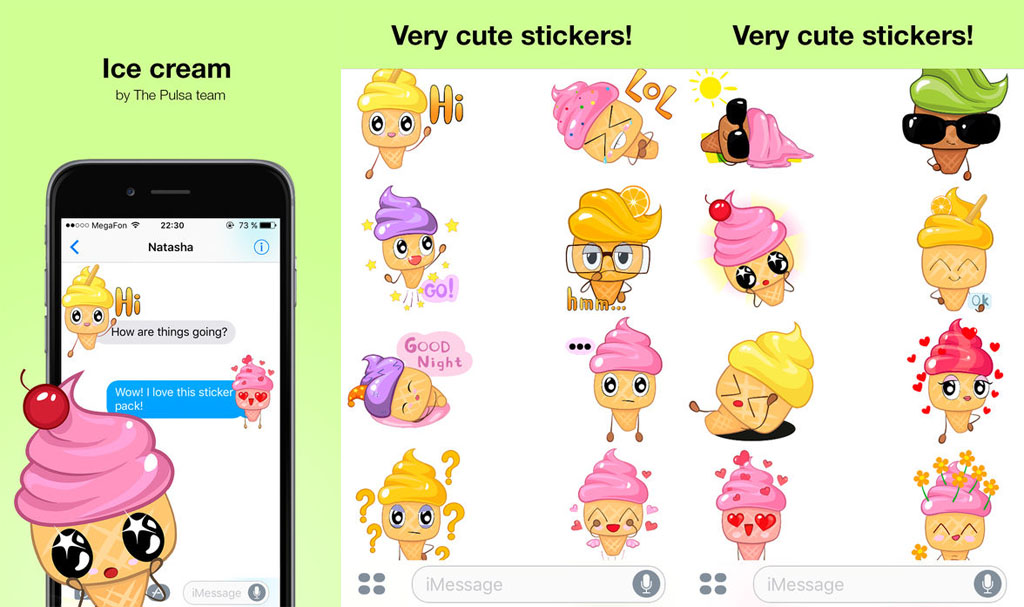 Ice cream
by The Pulsa team
MegaFon
22:30
73 %
Natasha
Hi
How are things going?
Wow! I love this sticker
pack!
iMessage
Very cute stickers!
Hi
LOL
GO!
hmm...
GOOD
Night
•••
iMessage
Very cute stickers!
Ok
iMessage